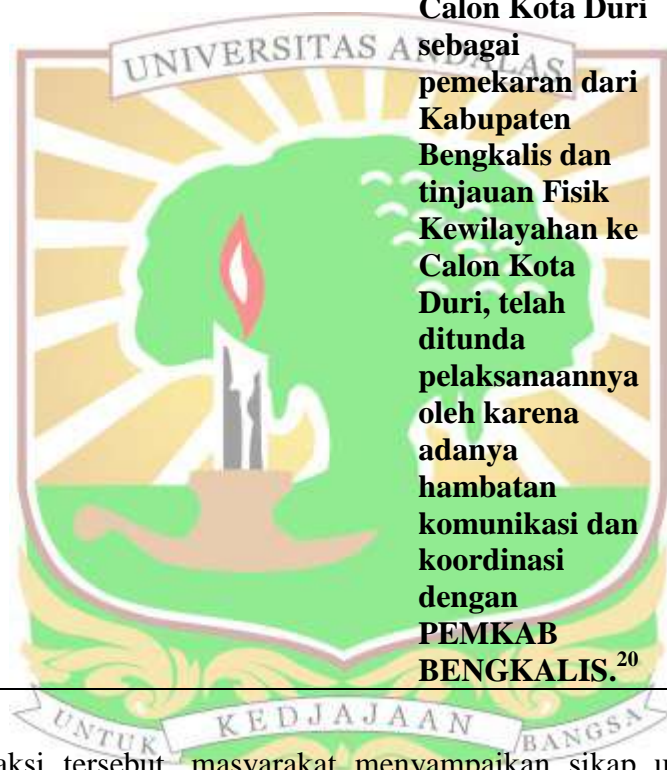 Calon Kota Duri
UNIVERSITAS ANDALAS
sebagai
pemekaran dari
Kabupaten
Bengkalis dan
tinjauan Fisik
Kewilayahan ke
Calon Kota
Duri, telah
ditunda
pelaksanaannya
oleh karena
adanya
hambatan
komunikasi dan
koordinasi
dengan
PEMKAB
BENGKALIS.20
UNTUK KEDJAJAAN BANGSA
aksi tersebut masyarakat menyampaikan sikap